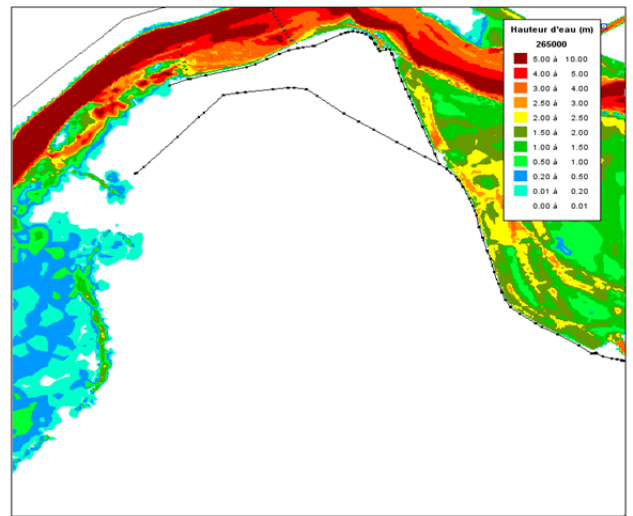 Hauteur d'eau (m)
265000
5.00 à 10.00
4.00 à 5.00
3.00 à 4.00
2.50 à 3.00
2.00 à 2.50
1.50 à 2.00
1.00 à 1.50
0.50 à 1.00
0.20 à 0.50
0.01 à 0.20
0.00 à 0.01